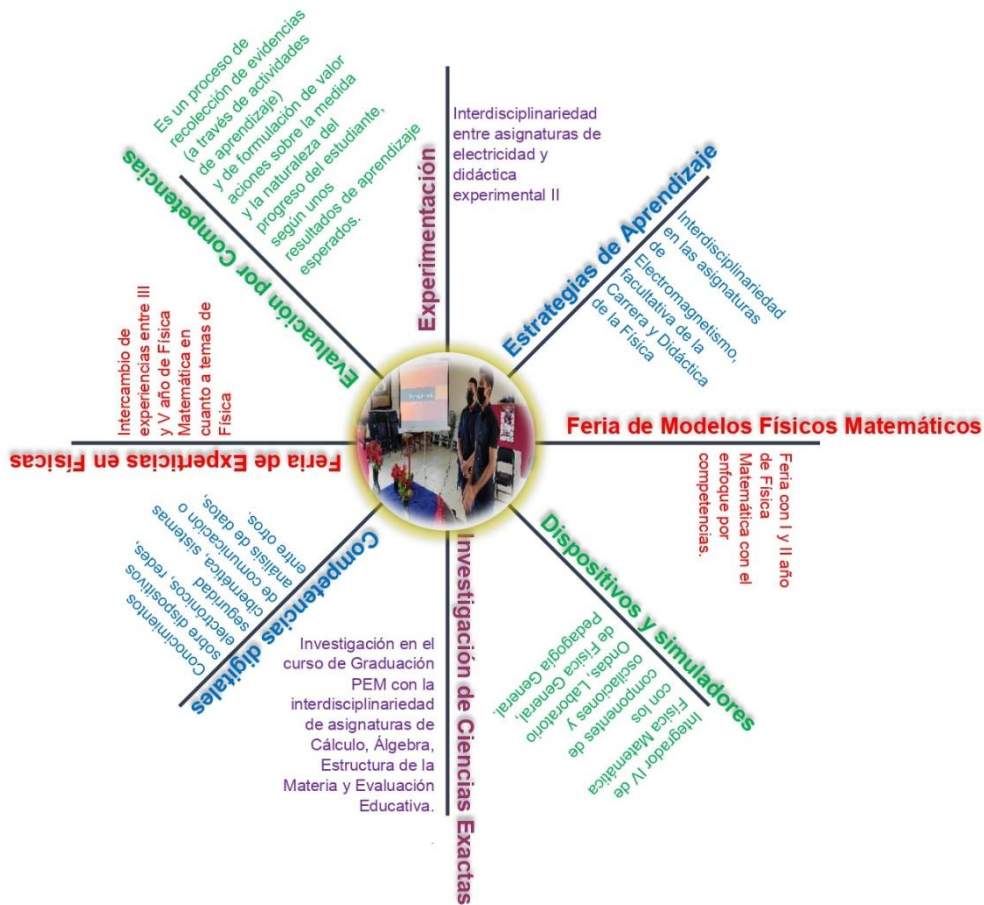 Experimentación
Interdisciplinariedad
entre asignaturas de
electricidad y
didáctica
experimental II
Estrategias de Aprendizaje
Interdisciplinariedad
en las asignaturas
de
Electromagnetismo,
facultativa de la
Carrera y Didáctica
de la Física
Feria de Modelos Físicos Matemáticos
Feria con I y II año
de Física
Matemática con el
enfoque por
competencias.
Dispositivos y simuladores
Integrador IV de
Física Matemática
con los
componentes de
oscilaciones y
Ondas, Laboratorio
de Física General,
Pedagogía General.
Investigación de Ciencias Exactas
Investigación en el
curso de Graduación
PEM con la
interdisciplinariedad
de asignaturas de
Cálculo, Álgebra,
Estructura de la
Materia y Evaluación
Educativa.
Competencias digitales
Conocimientos
sobre dispositivos
electrónicos, redes,
seguridad
cibernética, sistemas
de comunicación o
análisis de datos,
entre otros.
Feria de Experticias en Físicas
Intercambio de
experiencias entre III
y V año de Física
Matemática en
cuanto a temas de
Física
Evaluación por Competencias
Es un proceso de
recolección de evidencias
(a través de actividades
de aprendizaje)
y de formulación de valor
aciones sobre la medida
y la naturaleza del
progreso del estudiante,
según unos
resultados de aprendizaje
esperados.